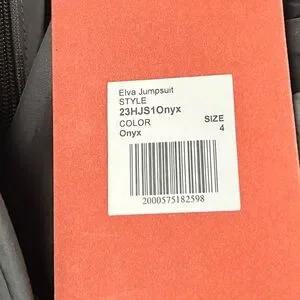 Elva Jumpsuit
STYLE
23HJS1Onyx
COLOR SIZE
Onyx 4
2000575182598